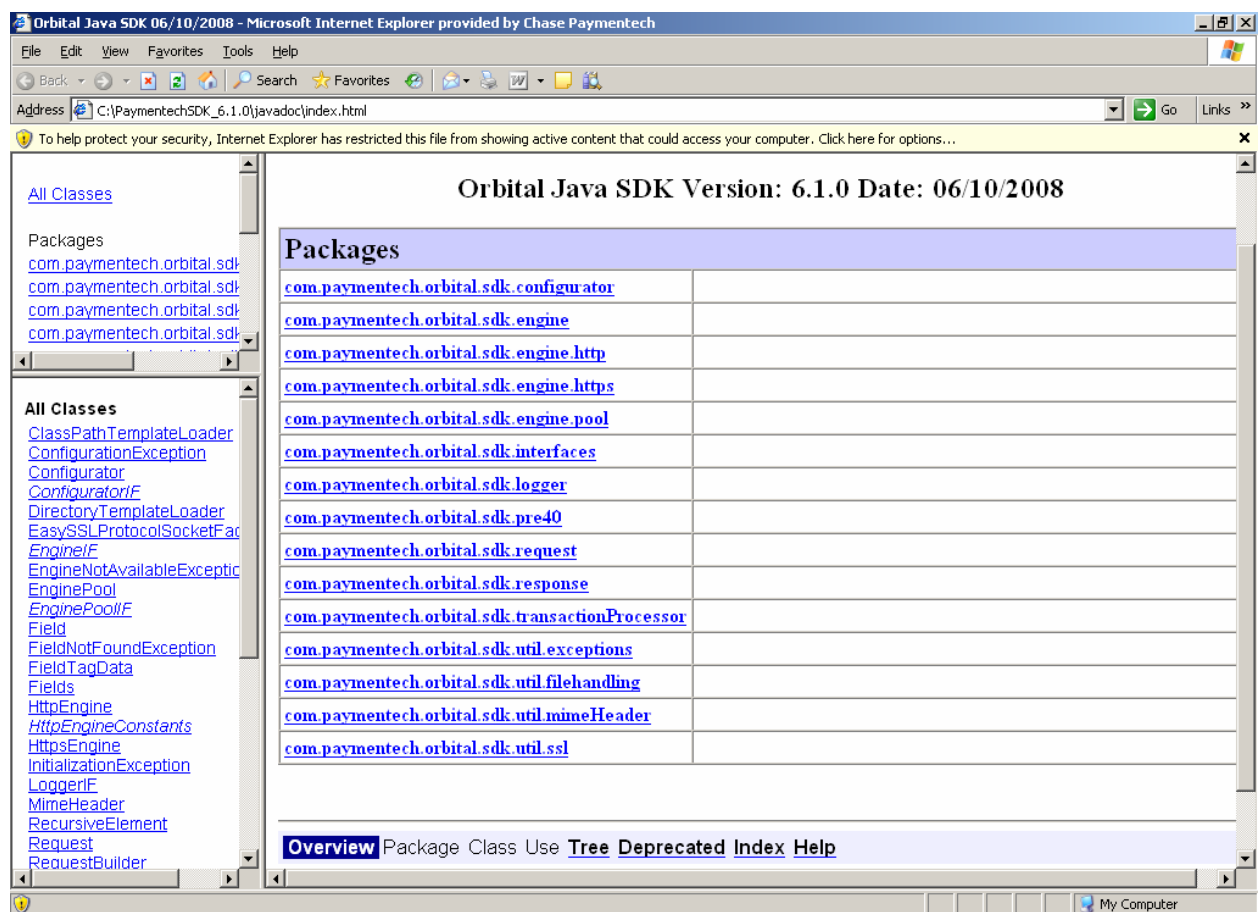 Orbital Java SDK 06/10/2008 - Microsoft Internet Explorer provided by Chase Paymentech
File Edit View Favorites Tools Help
Back Search Favorites
Address C:\PaymentechSDK_6.1.0\javadoc\index.html Go Links »
To help protect your security, Internet Explorer has restricted this file from showing active content that could access your computer. Click here for options...
All Classes
Packages
com.paymentech.orbital.sdk
com.paymentech.orbital.sdk
com.paymentech.orbital.sdk
com.paymentech.orbital.sdk
All Classes
ClassPathTemplateLoader
ConfigurationException
Configurator
ConfiguratorIF
DirectoryTemplateLoader
EasySSLProtocolSocketFac
EngineIF
EngineNotAvailableExceptio
EnginePool
EnginePoolIF
Field
FieldNotFoundException
FieldTagData
Fields
HttpEngine
HttpEngineConstants
HttpsEngine
InitializationException
LoggerIF
MimeHeader
RecursiveElement
Request
RequestBuilder
Orbital Java SDK Version: 6.1.0 Date: 06/10/2008
Packages
com.paymentech.orbital.sdk.configurator
com.paymentech.orbital.sdk.engine
com.paymentech.orbital.sdk.engine.http
com.paymentech.orbital.sdk.engine.https
com.paymentech.orbital.sdk.engine.pool
com.paymentech.orbital.sdk.interfaces
com.paymentech.orbital.sdk.logger
com.paymentech.orbital.sdk.pre40
com.paymentech.orbital.sdk.request
com.paymentech.orbital.sdk.response
com.paymentech.orbital.sdk.transactionProcessor
com.paymentech.orbital.sdk.util.exceptions
com.paymentech.orbital.sdk.util.filehandling
com.paymentech.orbital.sdk.util.mimeHeader
com.paymentech.orbital.sdk.util.ssl
Overview Package Class Use Tree Deprecated Index Help
My Computer